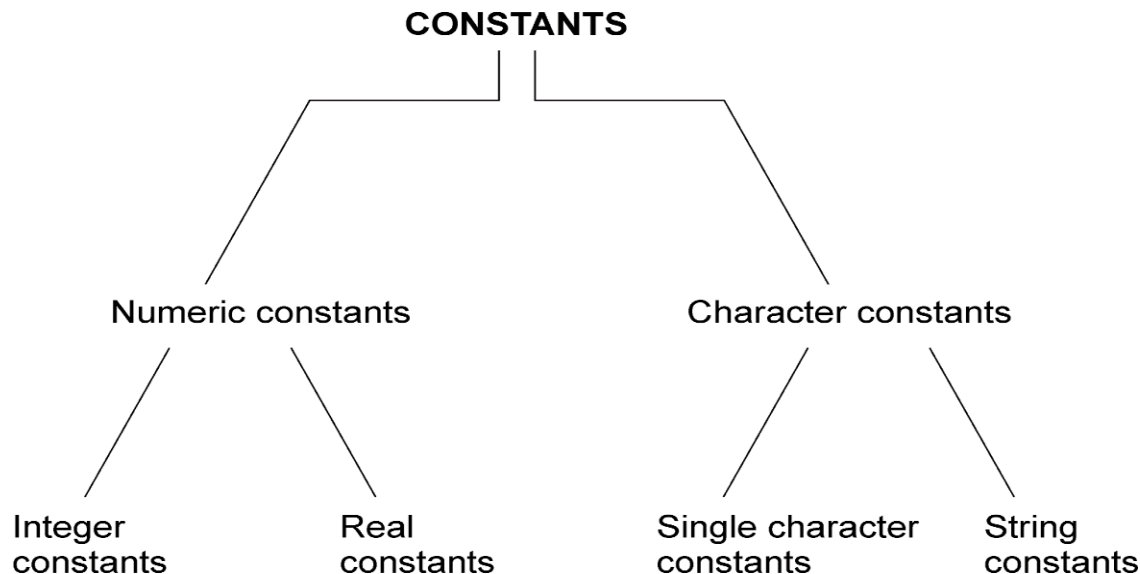 CONSTANTS
Numeric constants
Character constants
Integer
constants
Real
constants
Single character
constants
String
constants